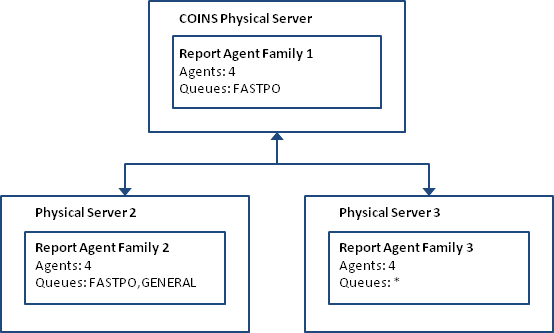 COINS Physical Server
Report Agent Family 1
Agents: 4
Queues: FASTPO
Physical Server 2
Report Agent Family 2
Agents: 4
Queues: FASTPO,GENERAL
Physical Server 3
Report Agent Family 3
Agents: 4
Queues: *